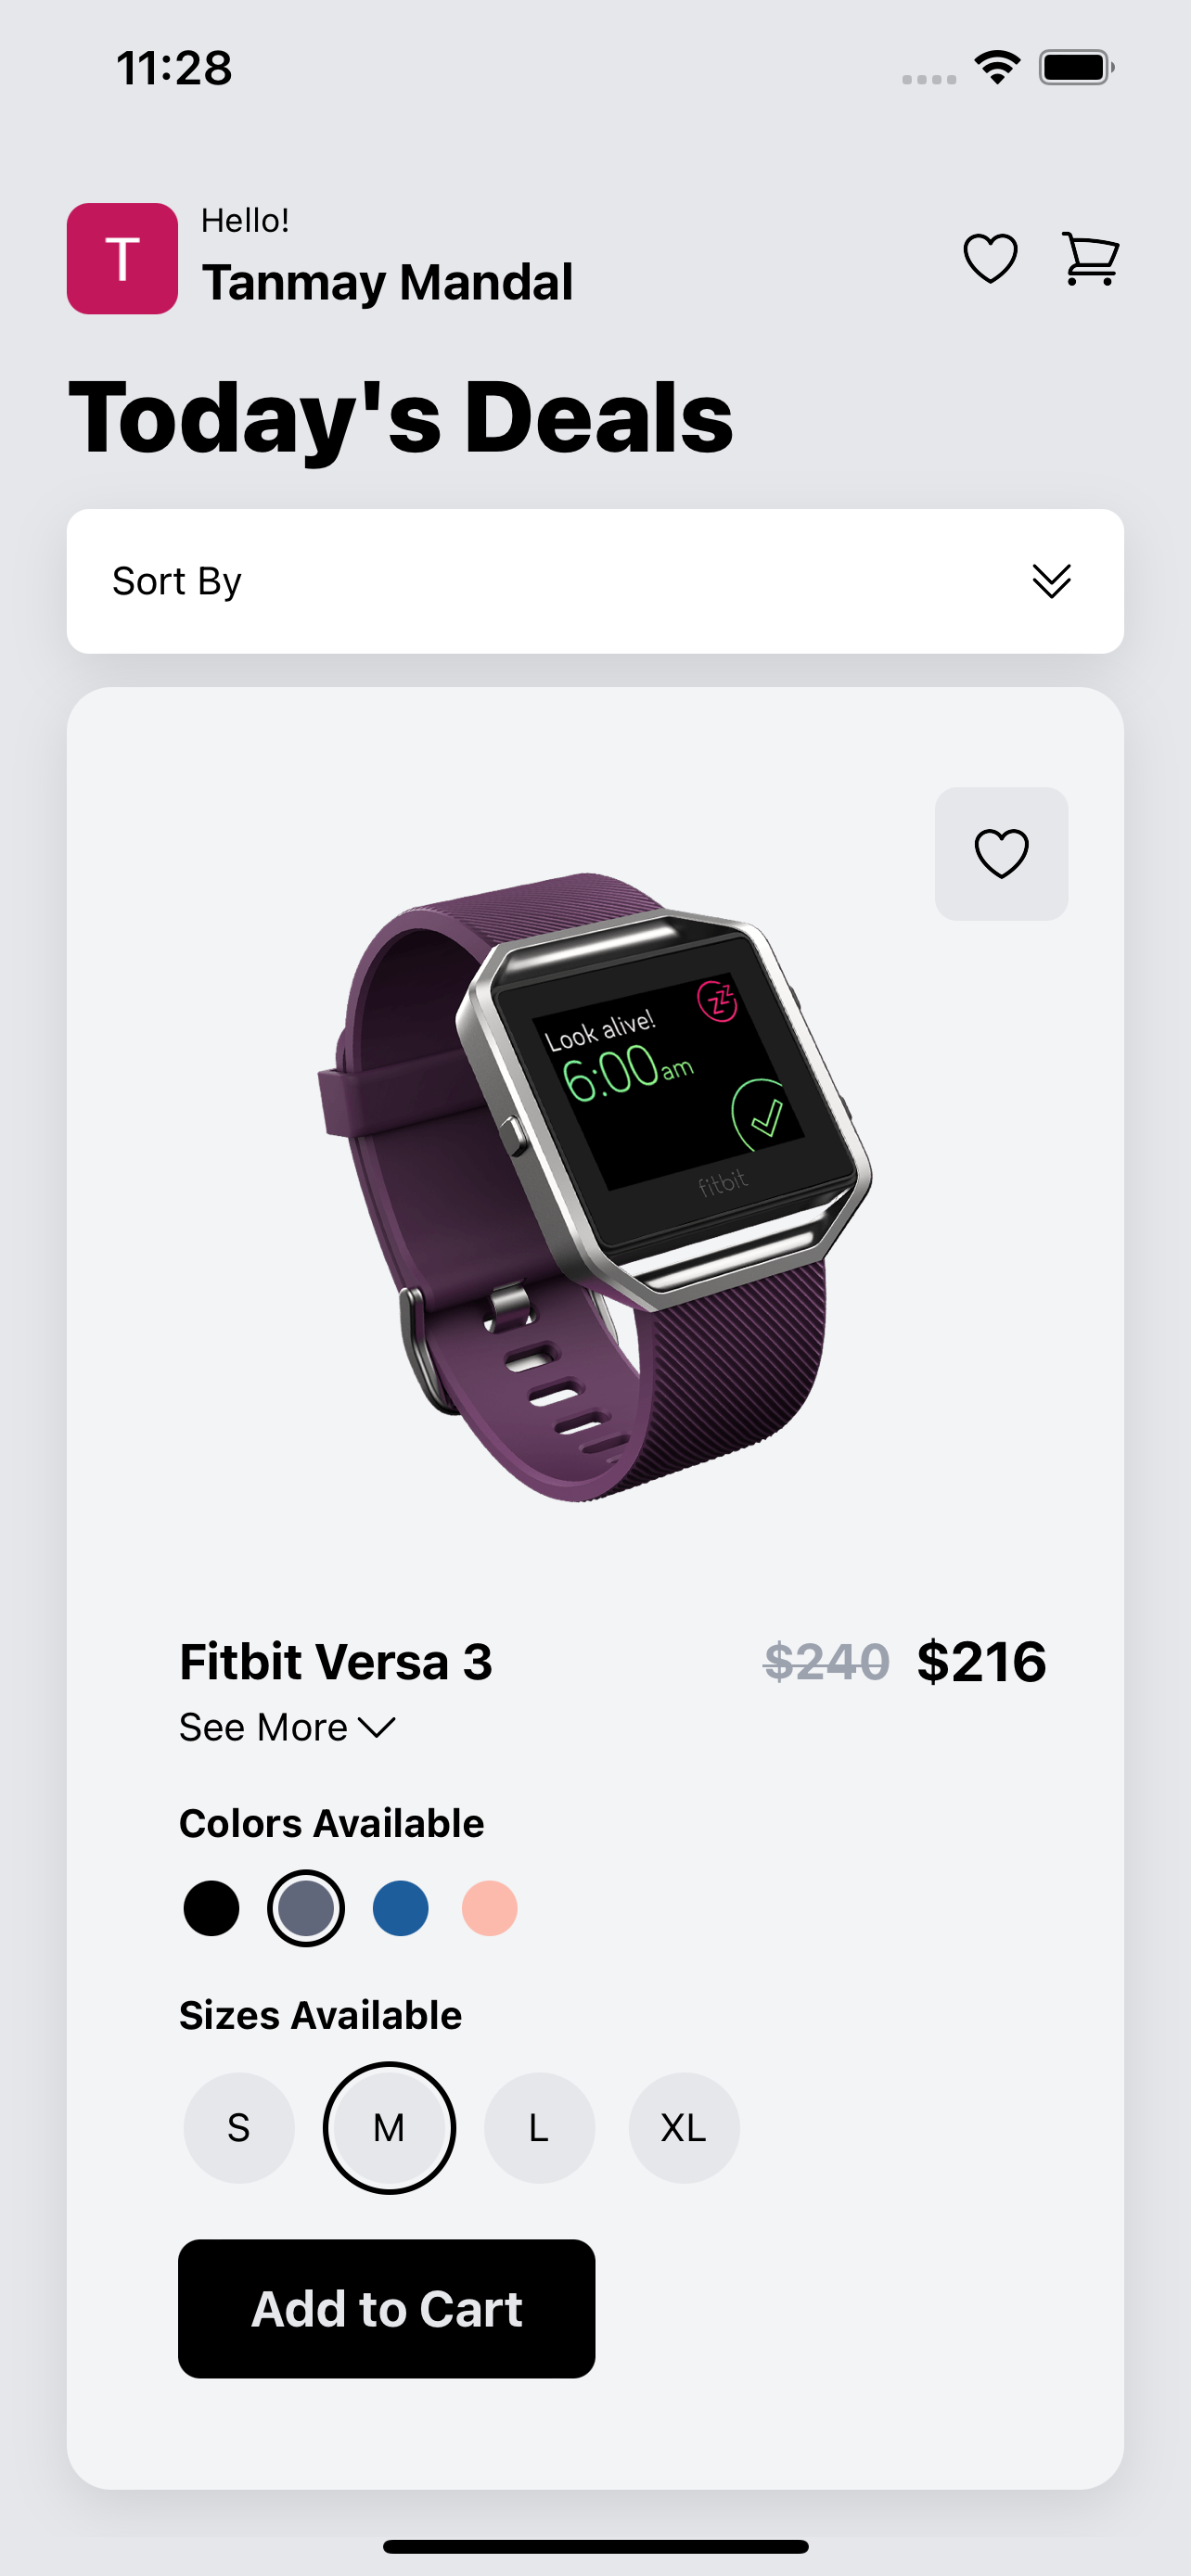 11:28
Hello!
T
Tanmay Mandal
Today's Deals
Sort By
Look alive!
zzz
6:00am
fitbit
Fitbit Versa 3
$240 $216
See More
Colors Available
Sizes Available
S M L XL
Add to Cart